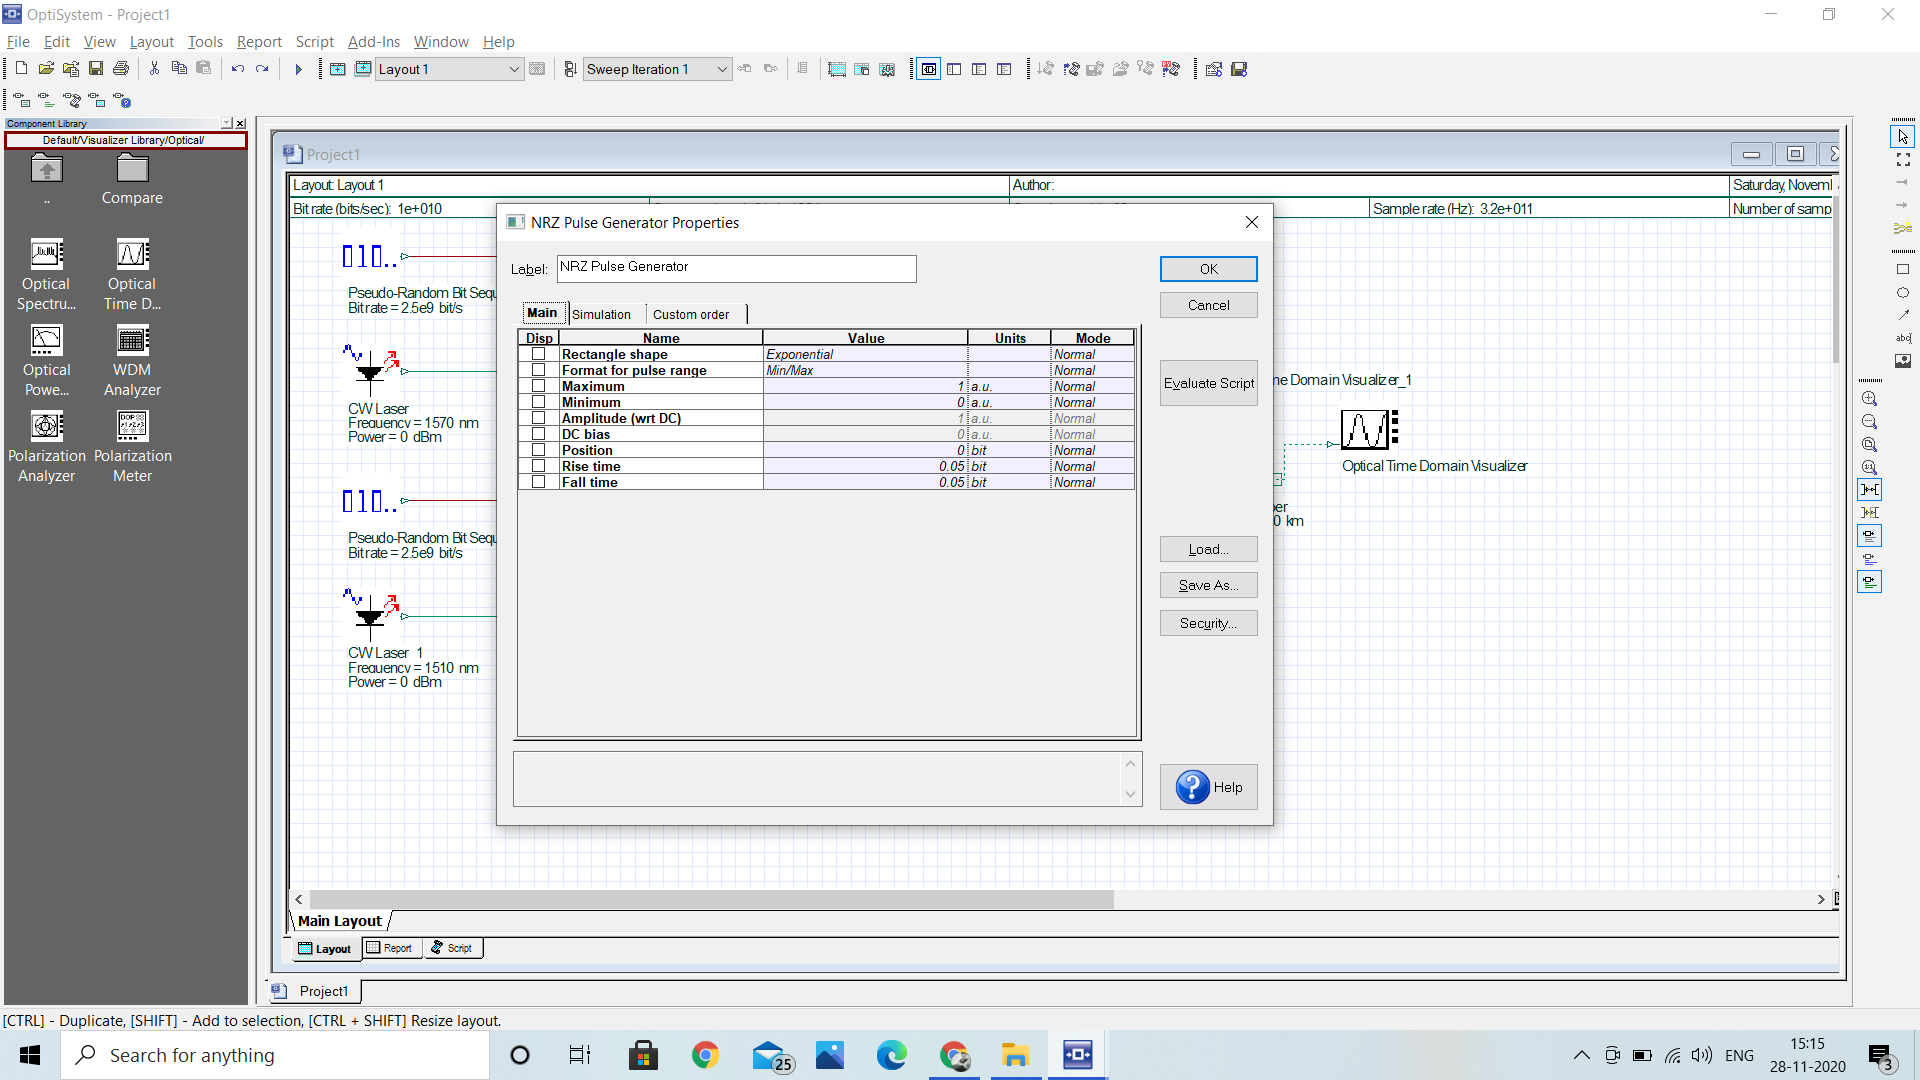 OptiSystem - Project1
File Edit View Layout Tools Report Script Add-Ins Window Help
Layout 1
Sweep Iteration 1
Component Library
Default/Visualizer Library/Optical/
..
Compare
Optical Spectru...
Optical Time D...
Optical Powe...
WDM Analyzer
Polarization Analyzer
Polarization Meter
Project1
Layout: Layout 1
Author:
Saturday, Novem
Bit rate (bits/sec): 1e+010
Sample rate (Hz): 3.2e+011
Number of samp
Pseudo-Random Bit Sequ
Bit rate = 2.5e9 bit/s
CW Laser
Frequency = 1570 nm
Power = 0 dBm
Pseudo-Random Bit Sequ
Bit rate = 2.5e9 bit/s
CW Laser_1
Frequency = 1510 nm
Power = 0 dBm
NRZ Pulse Generator Properties
Label: NRZ Pulse Generator
OK
Cancel
Evaluate Script
Load...
Save As...
Security...
Help
Main Simulation Custom order
Disp Name Value Units Mode
Rectangle shape Exponential Normal
Format for pulse range Min/Max Normal
Maximum 1 a.u. Normal
Minimum 0 a.u. Normal
Amplitude (wrt DC) 1 a.u. Normal
DC bias 0 a.u. Normal
Position 0 bit Normal
Rise time 0.05 bit Normal
Fall time 0.05 bit Normal
me Domain Visualizer_1
Optical Time Domain Visualizer
ber
0 km
Main Layout
Layout Report Script
Project1
[CTRL] - Duplicate, [SHIFT] - Add to selection, [CTRL + SHIFT] Resize layout.
Search for anything
25
ENG
15:15
28-11-2020
3